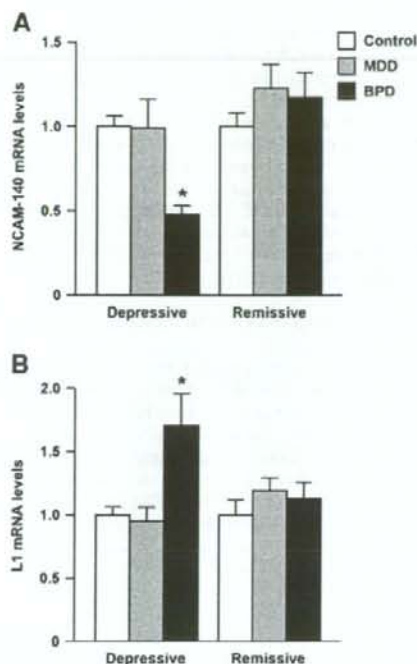 A
Control
MDD
BPD
NCAM-140 mRNA levels
1.5
1.0
0.5
0
*
Depressive
Remissive
B
L1 mRNA levels
2.0
1.5
1.0
0.5
0
*
Depressive
Remissive